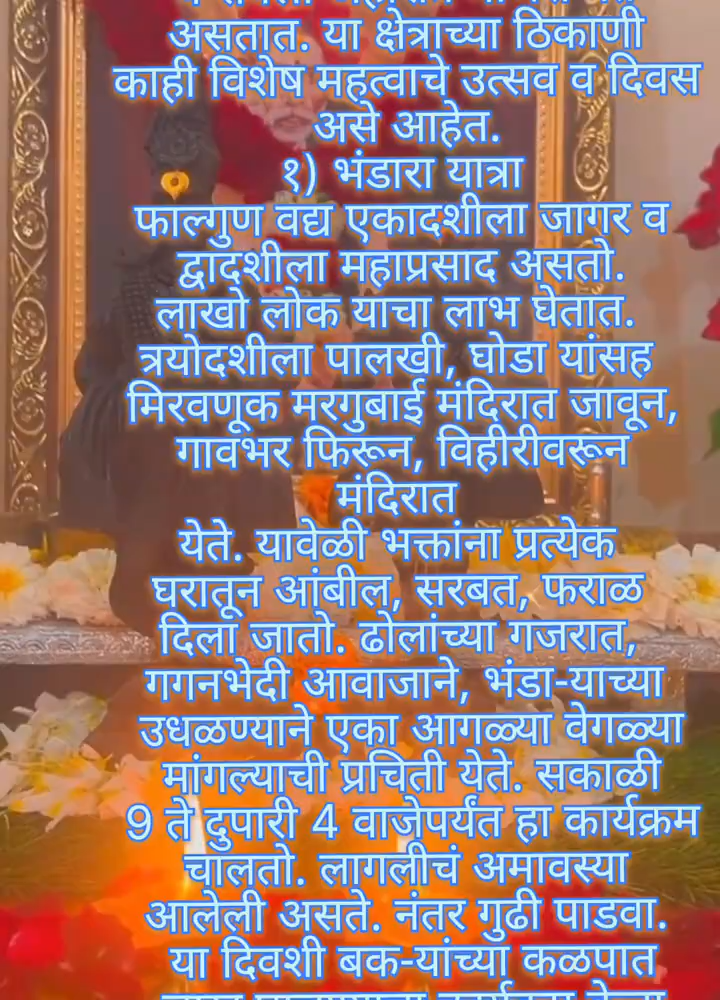 असतात. या क्षेत्राच्या ठिकाणी
काही विशेष महत्वाचे उत्सव व दिवस
असे आहेत.
१) भंडारा यात्रा
फाल्गुण वद्य एकादशीला जागर व
द्वादशीला महाप्रसाद असतो.
लाखो लोक याचा लाभ घेतात.
त्रयोदशीला पालखी, घोडा यांसह
मिरवणूक मरगुबाई मंदिरात जावून,
गावभर फिरून, विहीरीवरून
मंदिरात
येते. यावेळी भक्तांना प्रत्येक
घरातून आंबील, सरबत, फराळ
दिला जातो. ढोलांच्या गजरात,
गगनभेदी आवाजाने, भंडा-याच्या
उधळण्याने एका आगळ्या वेगळ्या
मांगल्याची प्रचिती येते. सकाळी
9 ते दुपारी 4 वाजेपर्यंत हा कार्यक्रम
चालतो. लागलीचं अमावस्या
आलेली असते. नंतर गुढी पाडवा.
या दिवशी बक-यांच्या कळपात